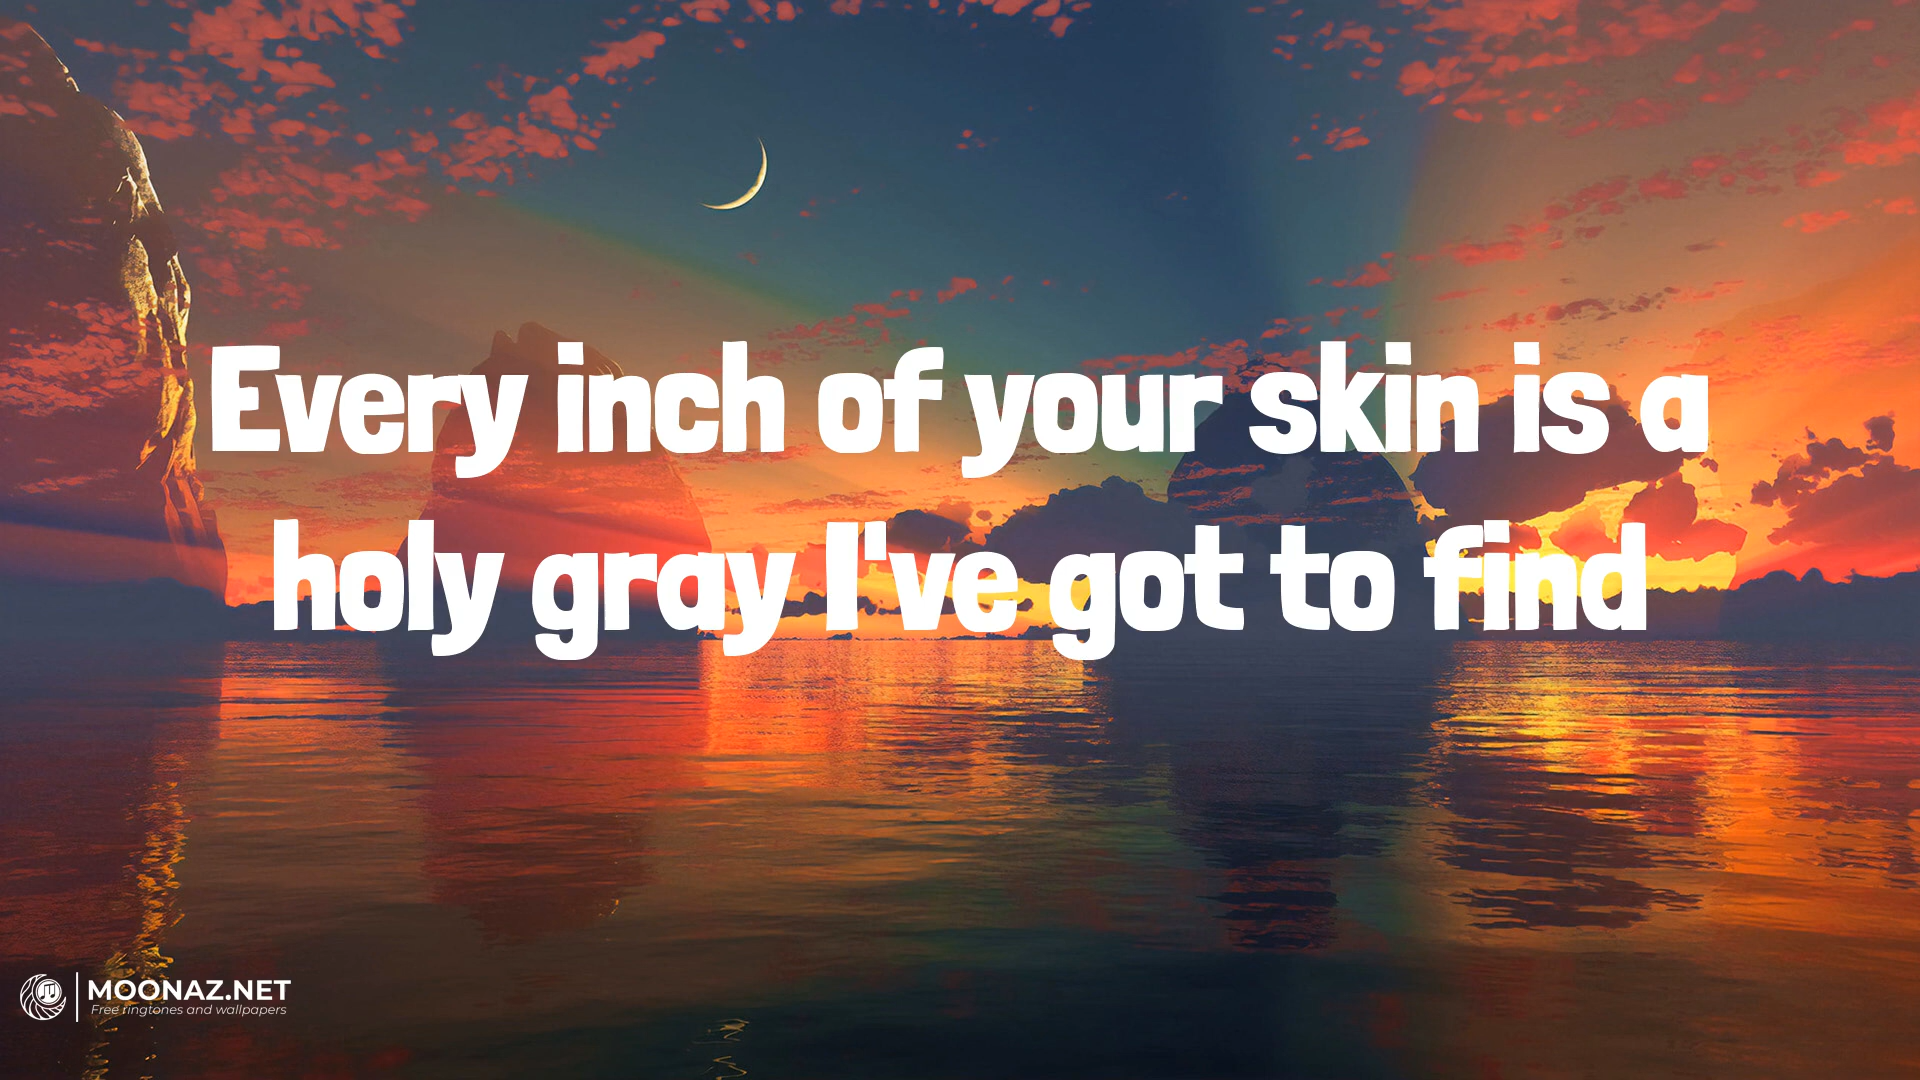 Every inch of your skin is a
holy gray I've got to find
MOONAZ.NET
Free ringtones and wallpapers